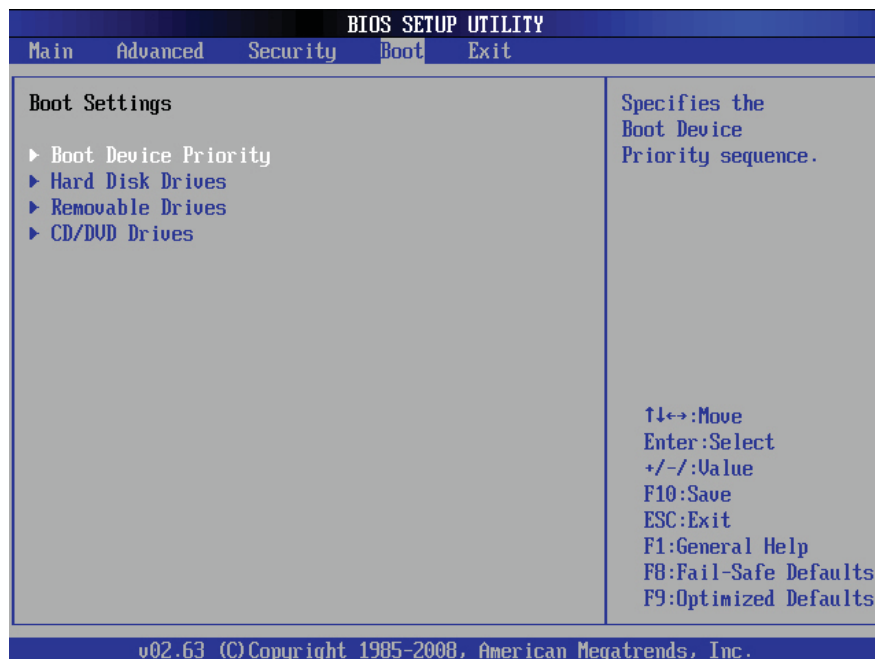 BIOS SETUP UTILITY
Main Advanced Security Boot Exit
Boot Settings
Boot Device Priority
Hard Disk Drives
Removable Drives
CD/DVD Drives
Specifies the
Boot Device
Priority sequence.
↑↓←→:Move
Enter:Select
+/-/:Value
F10:Save
ESC:Exit
F1:General Help
F8:Fail-Safe Defaults
F9:Optimized Defaults
v02.63 (C)Copyright 1985-2008, American Megatrends, Inc.